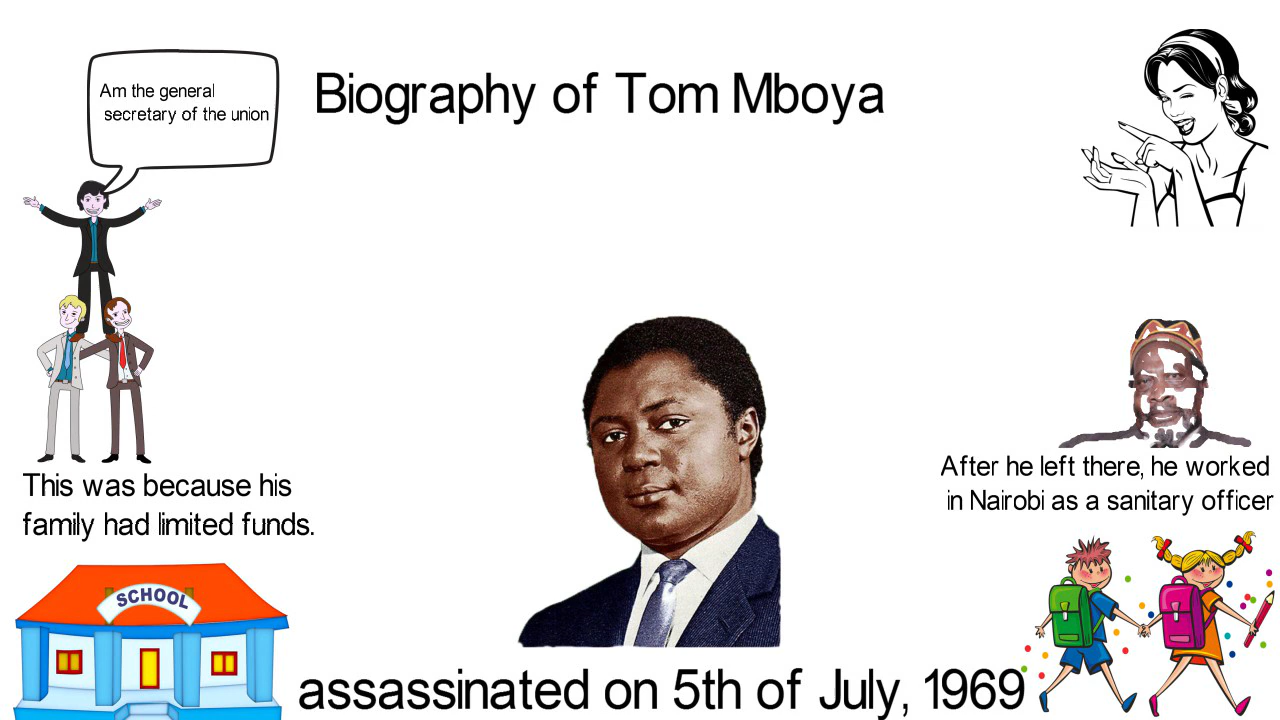 Am the general
secretary of the union
Biography of Tom Mboya
This was because his
family had limited funds.
After he left there, he worked
in Nairobi as a sanitary officer
SCHOOL
assassinated on 5th of July, 1969